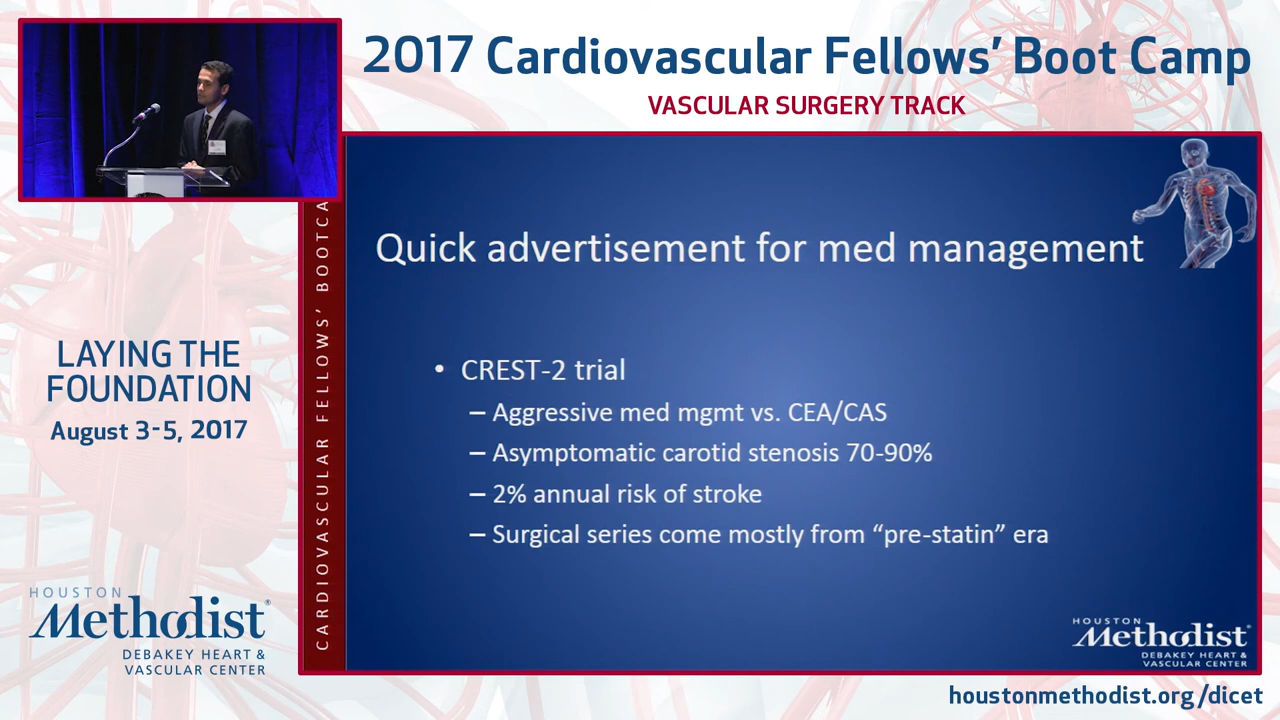 2017 Cardiovascular Fellows’ Boot Camp
VASCULAR SURGERY TRACK
LAYING THE
FOUNDATION
August 3-5, 2017
HOUSTON
Methodist®
DEBAKEY HEART &
VASCULAR CENTER
CARDIOVASCULAR FELLOWS’ BOOTCA
Quick advertisement for med management
• CREST-2 trial
– Aggressive med mgmt vs. CEA/CAS
– Asymptomatic carotid stenosis 70-90%
– 2% annual risk of stroke
– Surgical series come mostly from “pre-statin” era
HOUSTON
Methodist®
DEBAKEY HEART &
VASCULAR CENTER
houstonmethodist.org/dicet